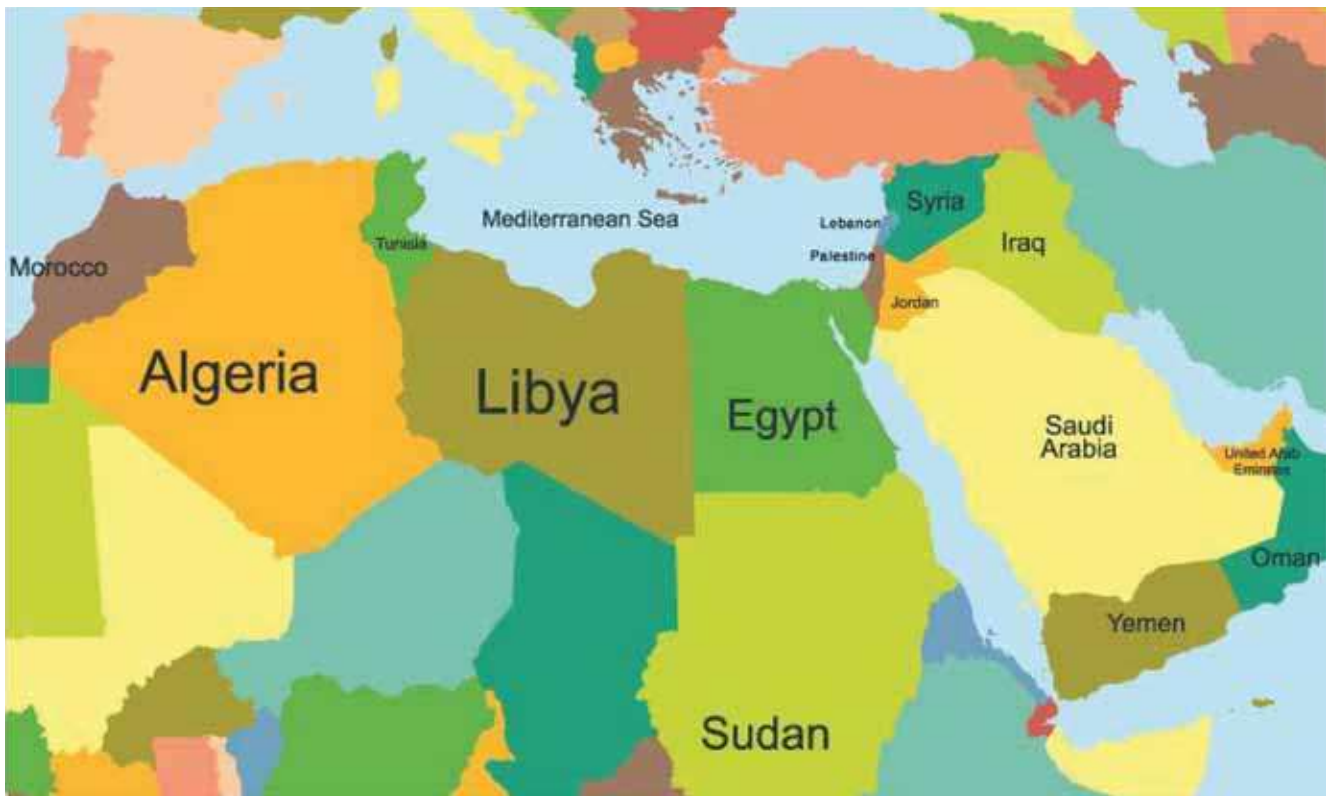 Syria
Mediterranean Sea
Lebanon
Tunisia
Iraq
Palestine
Morocco
Jordan
Algeria
Libya
Egypt
Saudi
Arabia
United Arab
Emirates
Oman
Yemen
Sudan